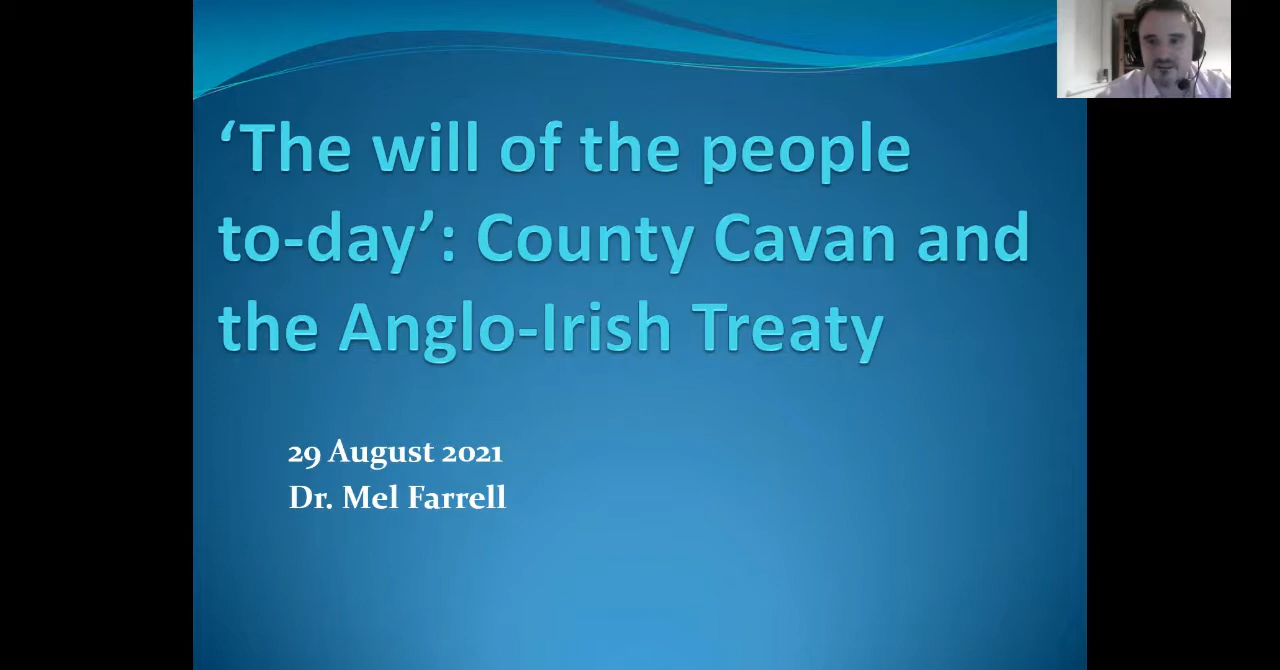 ‘The will of the people
to-day’: County Cavan and
the Anglo-Irish Treaty
29 August 2021
Dr. Mel Farrell